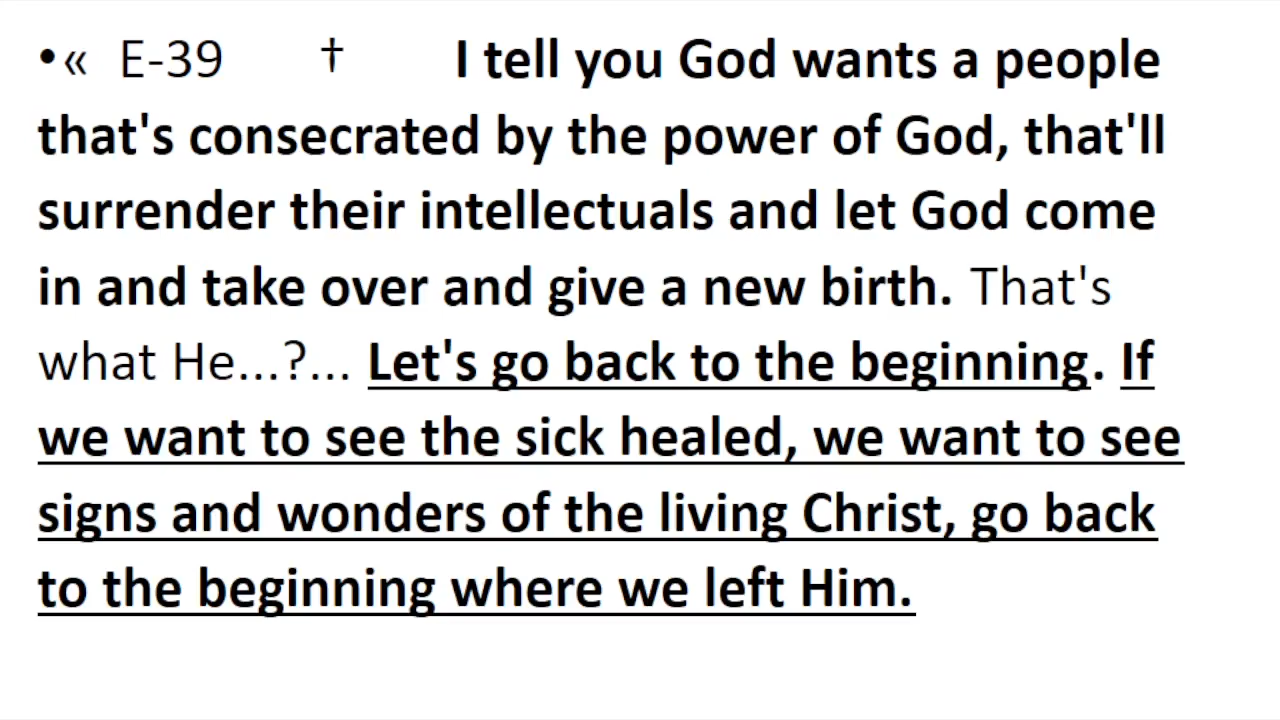 •« E-39 † I tell you God wants a people
that's consecrated by the power of God, that'll
surrender their intellectuals and let God come
in and take over and give a new birth. That's
what He...?... Let's go back to the beginning. If
we want to see the sick healed, we want to see
signs and wonders of the living Christ, go back
to the beginning where we left Him.